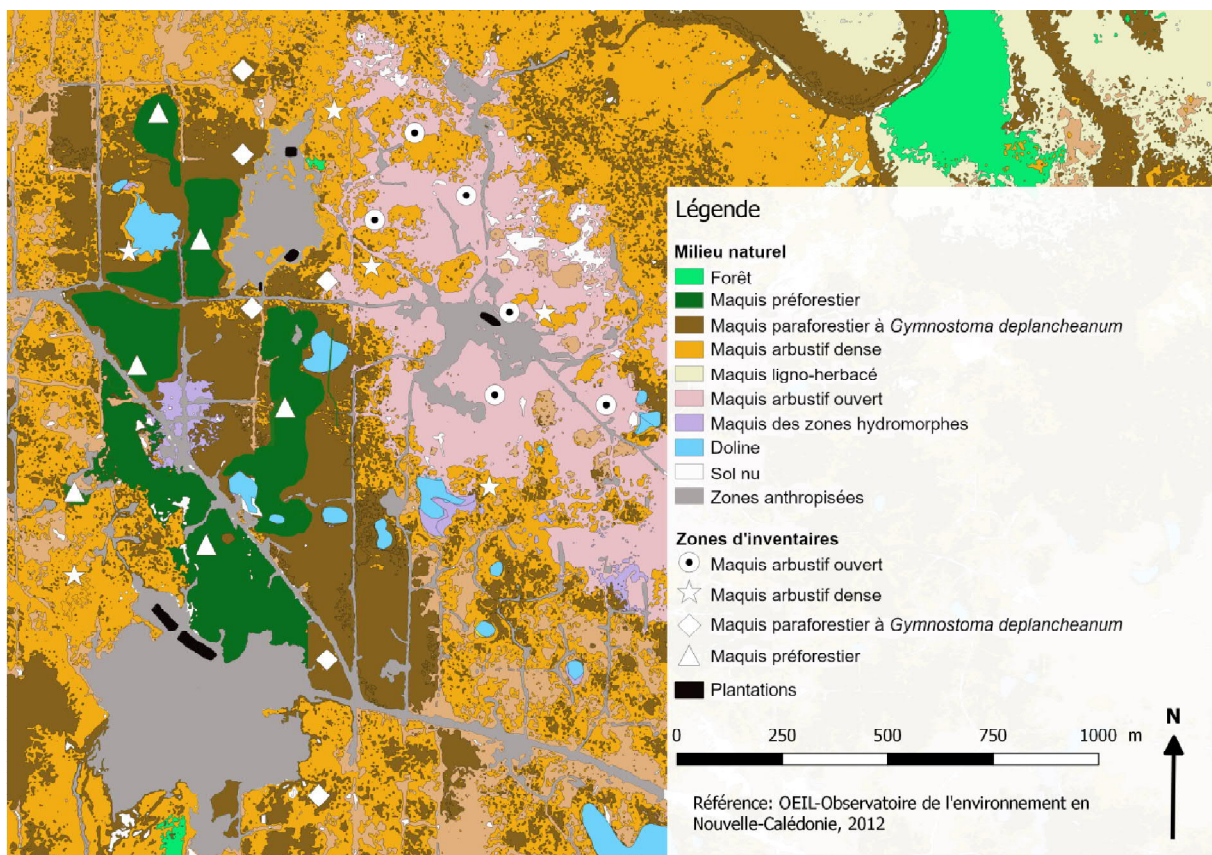 Légende
Milieu naturel
Forêt
Maquis préforestier
Maquis paraforestier à Gymnostoma deplancheanum
Maquis arbustif dense
Maquis ligno-herbacé
Maquis arbustif ouvert
Maquis des zones hydromorphes
Doline
Sol nu
Zones anthropisées
Zones d'inventaires
Maquis arbustif ouvert
Maquis arbustif dense
Maquis paraforestier à Gymnostoma deplancheanum
Maquis préforestier
Plantations
0 250 500 750 1000 m
N
Référence: OEIL-Observatoire de l'environnement en
Nouvelle-Calédonie, 2012